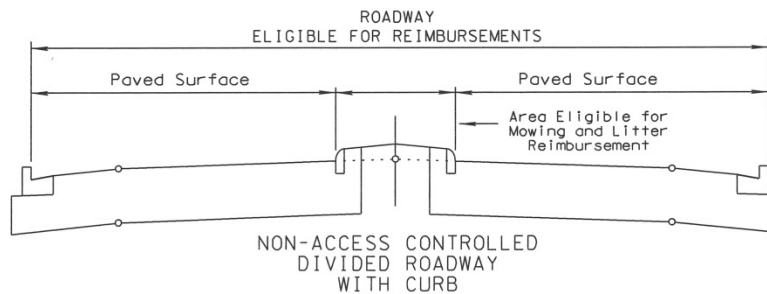 ROADWAY
ELIGIBLE FOR REIMBURSEMENTS
Paved Surface
Paved Surface
Area Eligible for
Mowing and Litter
Reimbursement
NON-ACCESS CONTROLLED
DIVIDED ROADWAY
WITH CURB